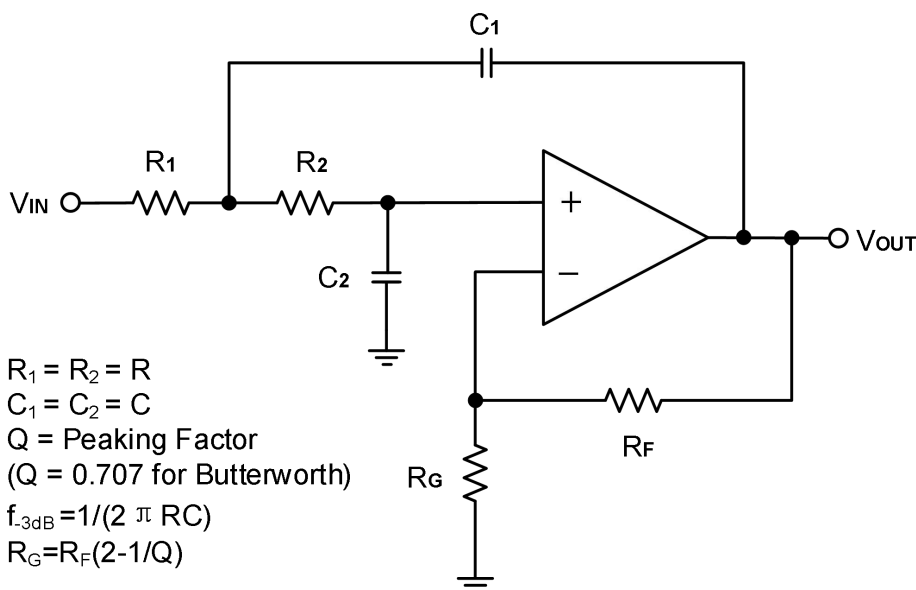 C1
R1
R2
VIN
+
C2
−
VOUT
R1 = R2 = R
C1 = C2 = C
Q = Peaking Factor
(Q = 0.707 for Butterworth)
f-3dB =1/(2 π RC)
RG=RF(2-1/Q)
RF
RG